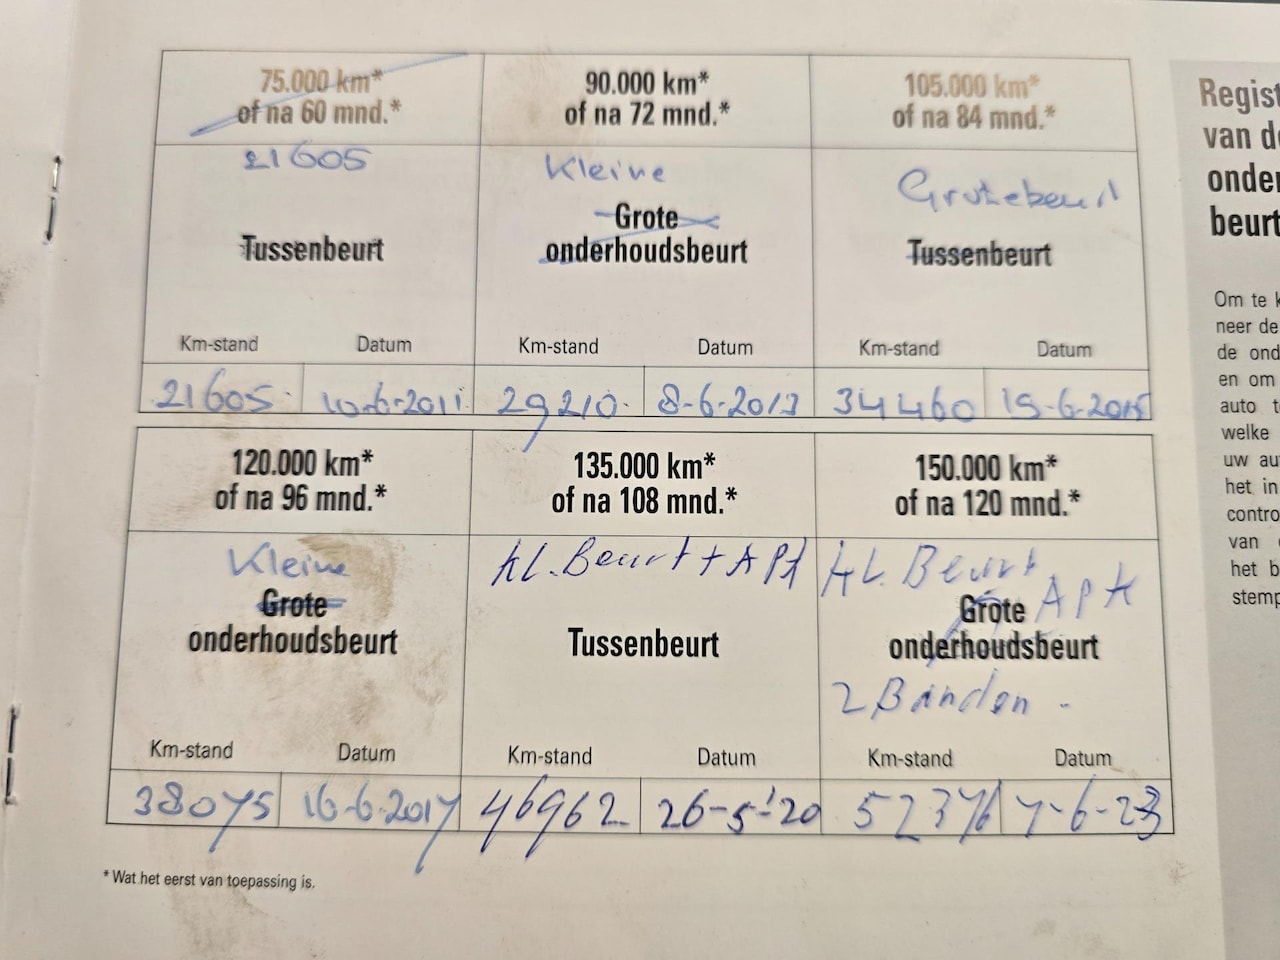 75.000 km*
of na 60 mnd.*
21605
Tussenbeurt
Km-stand Datum
21605 10-6-2011
90.000 km*
of na 72 mnd.*
Kleine
Grote
onderhoudsbeurt
Km-stand Datum
29210 8-6-2013
105.000 km*
of na 84 mnd.*
Grotebeurt
Tussenbeurt
Km-stand Datum
34460 15-6-2015
120.000 km*
of na 96 mnd.*
Kleine
Grote
onderhoudsbeurt
Km-stand Datum
38075 16-6-2017
135.000 km*
of na 108 mnd.*
KL. Beurt + APK
Tussenbeurt
Km-stand Datum
46962 26-5-'20
150.000 km*
of na 120 mnd.*
KL. Beurt
APK
Grote
onderhoudsbeurt
2 Banden -
Km-stand Datum
52376 7-6-23
* Wat het eerst van toepassing is.
Regist
van de
onder
beurt
Om te k
neer de
de ond
en om
auto t
welke
uw au
het in
contro
van
het b
stemp